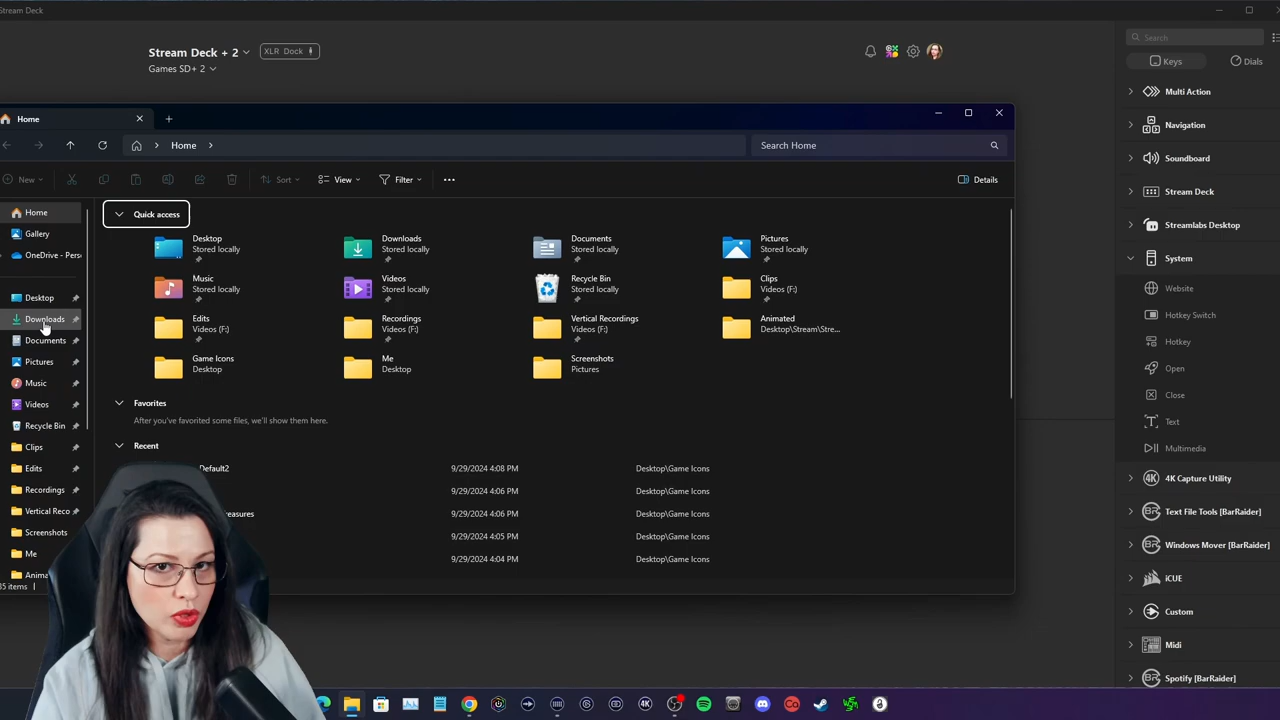 Stream Deck
Stream Deck + 2
XLR Dock
Games SD+ 2
Search
Keys
Dials
Multi Action
Navigation
Soundboard
Stream Deck
Streamlabs Desktop
System
Website
Hotkey Switch
Hotkey
Open
Close
Text
Multimedia
4K Capture Utility
Text File Tools [BarRaider]
Windows Mover [BarRaider]
iCUE
Custom
Midi
Spotify [BarRaider]
Home
Home
Search Home
New
Sort
View
Filter
Details
Home
Gallery
OneDrive - Pers
Desktop
Downloads
Documents
Pictures
Music
Videos
Recycle Bin
Clips
Edits
Recordings
Vertical Reco
Screenshots
Me
Anima
35 items
Quick access
Desktop
Stored locally
Downloads
Stored locally
Documents
Stored locally
Pictures
Stored locally
Music
Stored locally
Videos
Stored locally
Recycle Bin
Stored locally
Clips
Videos (F:)
Edits
Videos (F:)
Recordings
Videos (F:)
Vertical Recordings
Videos (F:)
Animated
Desktop\Stream\Stre...
Game Icons
Desktop
Me
Desktop
Screenshots
Pictures
Favorites
After you've favorited some files, we'll show them here.
Recent
Default2 9/29/2024 4:08 PM Desktop\Game Icons
9/29/2024 4:06 PM Desktop\Game Icons
easures 9/29/2024 4:06 PM Desktop\Game Icons
9/29/2024 4:05 PM Desktop\Game Icons
9/29/2024 4:04 PM Desktop\Game Icons